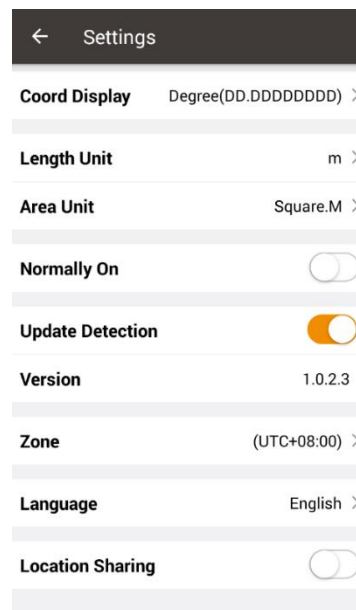 Settings
Coord Display Degree(DD.DDDDDDDD)
Length Unit m
Area Unit Square.M
Normally On
Update Detection
Version 1.0.2.3
Zone (UTC+08:00)
Language English
Location Sharing